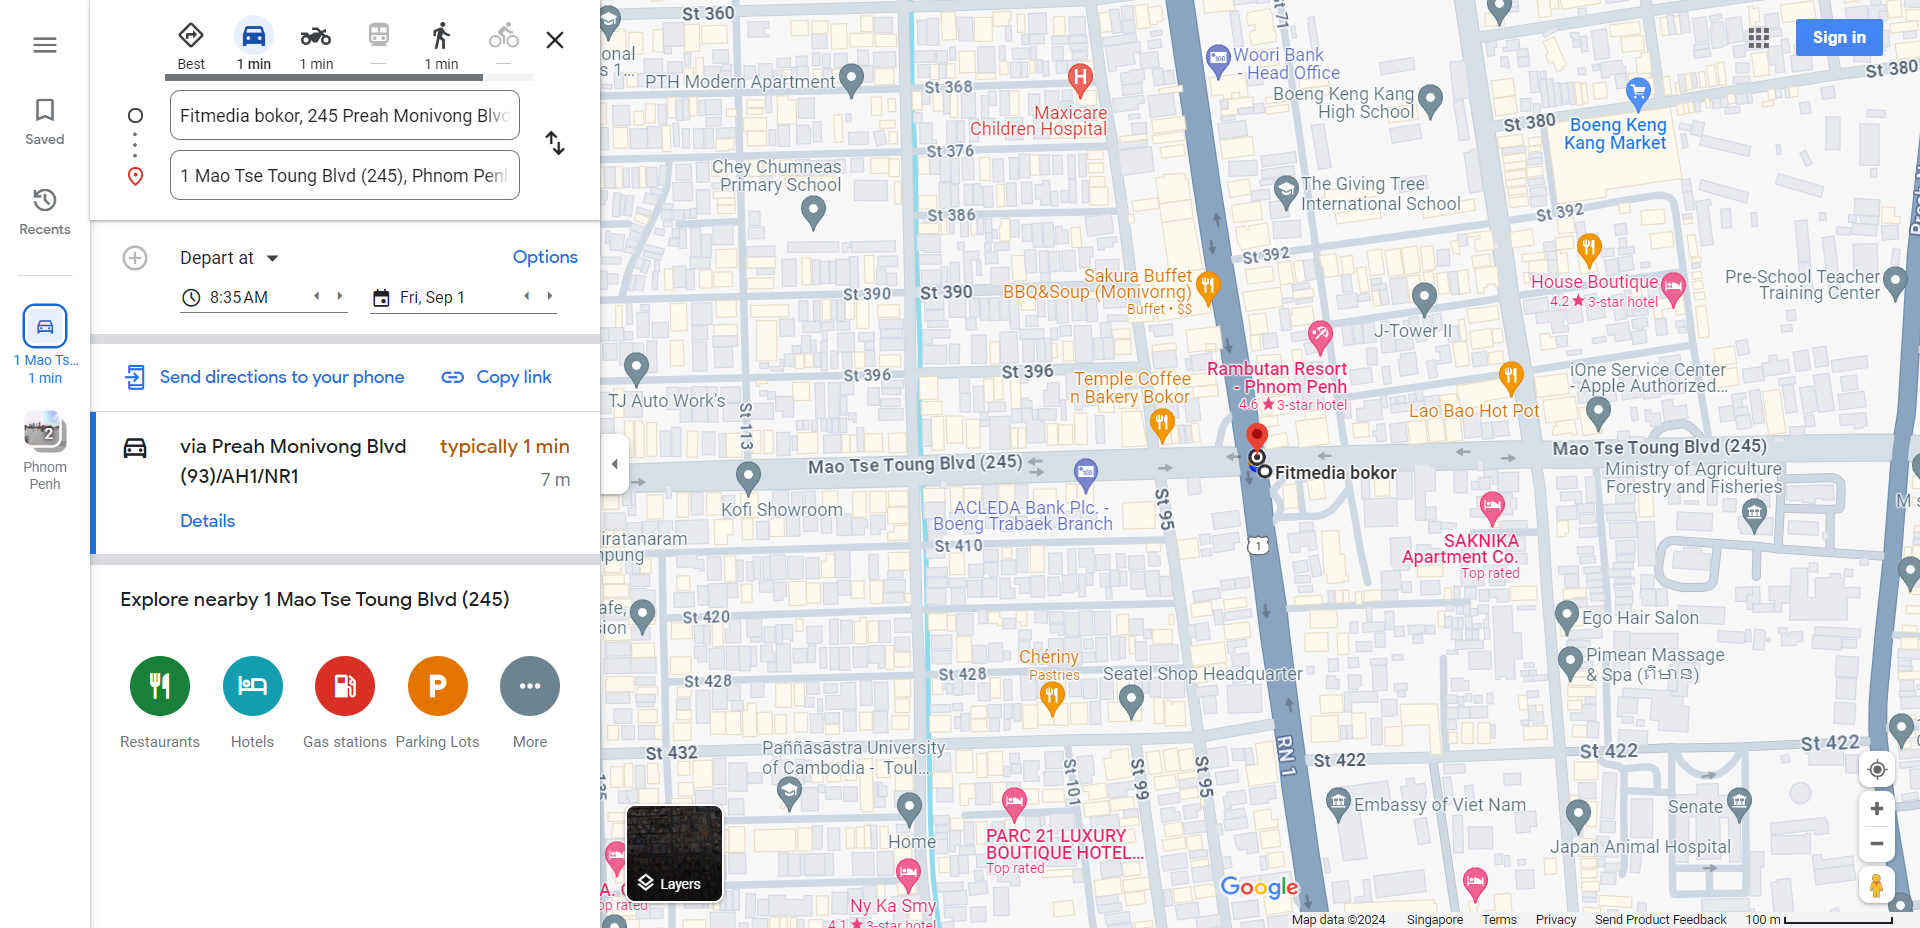 Saved
Recents
1 Mao Ts...
1 min
2
Phnom
Penh
Best
1 min
1 min
1 min
Fitmedia bokor, 245 Preah Monivong Blvd
1 Mao Tse Toung Blvd (245), Phnom Penh
Depart at
Options
8:35 AM
Fri, Sep 1
Send directions to your phone
Copy link
via Preah Monivong Blvd
(93)/AH1/NR1
typically 1 min
7 m
Details
Explore nearby 1 Mao Tse Toung Blvd (245)
P
Restaurants
Hotels
Gas stations
Parking Lots
More
Layers
Sign in
St 360
St 71
onal
s 1...
PTH Modern Apartment
St 368
H
Maxicare
Children Hospital
Woori Bank
- Head Office
Boeng Keng Kang
High School
St 380
St 380
Boeng Keng
Kang Market
St 376
Chey Chumneas
Primary School
St 386
The Giving Tree
International School
St 392
St 392
Sakura Buffet
BBQ&Soup (Monivorng)
Buffet • $$
St 390
St 390
House Boutique
4.2 ★ 3-star hotel
Pre-School Teacher
Training Center
J-Tower II
Rambutan Resort
- Phnom Penh
4.6 ★ 3-star hotel
St 396
St 396
Temple Coffee
n Bakery Bokor
TJ Auto Work's
St 113
iOne Service Center
- Apple Authorized...
Lao Bao Hot Pot
Mao Tse Toung Blvd (245)
Mao Tse Toung Blvd (245)
Fitmedia bokor
Ministry of Agriculture
Forestry and Fisheries
M s
Kofi Showroom
ACLEDA Bank Plc. -
Boeng Trabaek Branch
St 95
iratanaram
npung
St 410
1
SAKNIKA
Apartment Co.
Top rated
afe,
sion
St 420
Ego Hair Salon
Chériny
Pastries
St 428
St 428
Seatel Shop Headquarter
Pimean Massage
& Spa (ពិមាន)
St 432
Paññāsāstra University
of Cambodia - Toul...
RN 1
St 422
St 422
St 422
St 101
St 99
St 95
135
Embassy of Viet Nam
Senate
Home
PARC 21 LUXURY
BOUTIQUE HOTEL...
Top rated
Japan Animal Hospital
op rated
Ny Ka Smy
4.1 ★ 3-star hotel
Google
Map data ©2024
Singapore
Terms
Privacy
Send Product Feedback
100 m